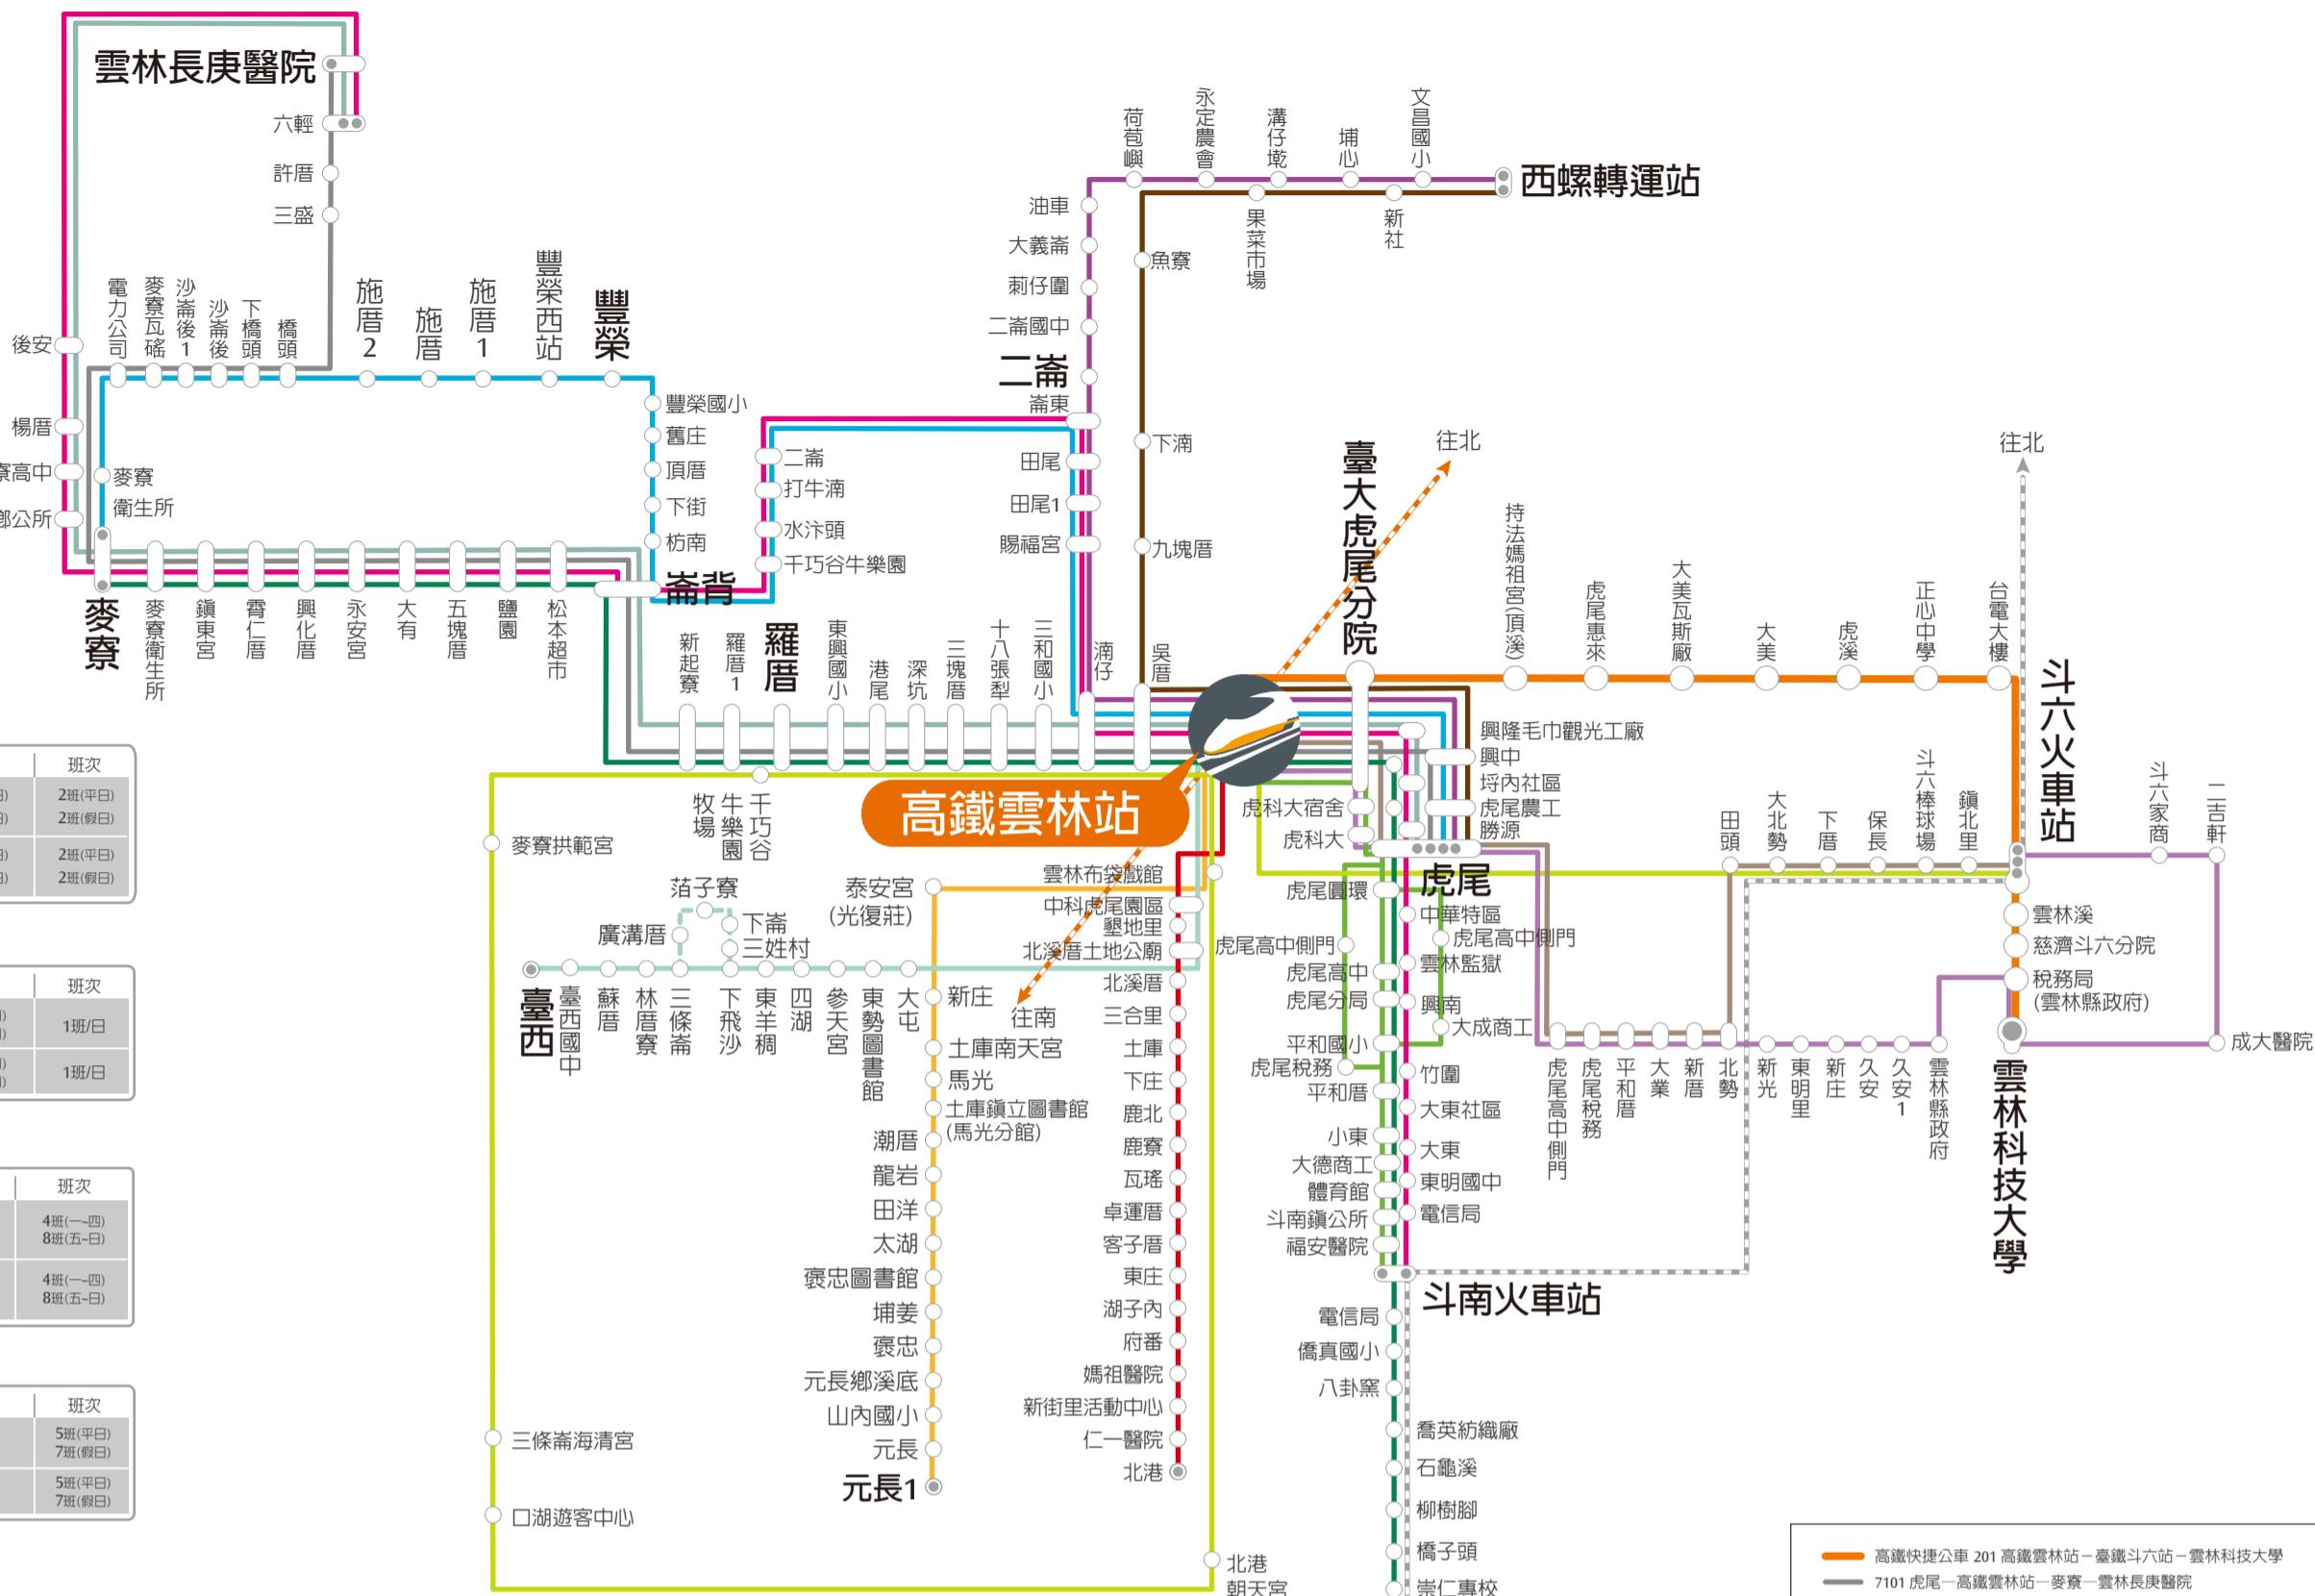 雲林長庚醫院
六輕
許厝
三盛
電力公司
麥寮瓦磘
沙崙後1
沙崙後
下橋頭
橋頭
施厝2
施厝
施厝1
豐榮西站
豐榮
後安
楊厝
寮高中
鄉公所
麥寮
衛生所
豐榮國小
舊庄
頂厝
下街
枋南
崙背
麥寮
麥寮衛生所
鎮東宮
霄仁厝
興化厝
永安宮
大有
五塊厝
鹽園
松本超市
二崙
打牛湳
水汴頭
千巧谷牛樂園
荷苞嶼
永定農會
溝仔墘
埔心
文昌國小
西螺轉運站
果菜市場
新社
油車
大義崙
莿仔圍
二崙國中
二崙
崙東
田尾
田尾1
賜福宮
魚寮
下湳
九塊厝
新起寮
羅厝1
羅厝
東興國小
港尾
深坑
三塊厝
十八張犁
三和國小
湳仔
吳厝
臺大虎尾分院
往北
持法媽祖宮(頂溪)
虎尾惠來
大美瓦斯廠
大美
虎溪
正心中學
台電大樓
往北
斗六火車站
高鐵雲林站
往南
興隆毛巾觀光工廠
興中
埒內社區
虎尾農工
勝源
虎科大宿舍
虎科大
虎尾
千巧谷
牛樂園
牧場
麥寮拱範宮
三條崙海清宮
口湖遊客中心
北港
朝天宮
箔子寮
廣溝厝
下崙
三姓村
臺西
臺西國中
蘇厝
林厝寮
三條崙
下飛沙
東羊稠
四湖
參天宮
東勢圖書館
大屯
泰安宮
(光復莊)
新庄
土庫南天宮
馬光
土庫鎮立圖書館
(馬光分館)
潮厝
龍岩
田洋
太湖
褒忠圖書館
埔姜
褒忠
元長鄉溪底
山內國小
元長
元長1
雲林布袋戲館
中科虎尾園區
墾地里
北溪厝土地公廟
北溪厝
三合里
土庫
下庄
鹿北
鹿寮
瓦瑤
卓運厝
客子厝
東庄
湖子內
府番
媽祖醫院
新街里活動中心
仁一醫院
北港
虎尾圓環
虎尾高中側門
虎尾高中
虎尾分局
平和國小
虎尾稅務
平和厝
小東
大德商工
體育館
斗南鎮公所
福安醫院
中華特區
虎尾高中側門
雲林監獄
興南
大成商工
竹圍
大東社區
大東
東明國中
電信局
斗南火車站
電信局
僑真國小
八卦窯
喬英紡織廠
石龜溪
柳樹腳
橋子頭
崇仁專校
田頭
大北勢
下厝
保長
斗六棒球場
鎮北里
斗六家商
二吉軒
虎尾高中側門
虎尾稅務
平和厝
大業
新厝
北勢
新光
東明里
新庄
久安
久安1
雲林縣政府
雲林溪
慈濟斗六分院
稅務局
(雲林縣政府)
雲林科技大學
成大醫院
班次
2班(平日)
2班(假日)
2班(平日)
2班(假日)
班次
1班/日
1班/日
班次
4班(一~四)
8班(五~日)
4班(一~四)
8班(五~日)
班次
5班(平日)
7班(假日)
5班(平日)
7班(假日)
高鐵快捷公車 201 高鐵雲林站－臺鐵斗六站－雲林科技大學
7101 虎尾—高鐵雲林站—麥寮—雲林長庚醫院